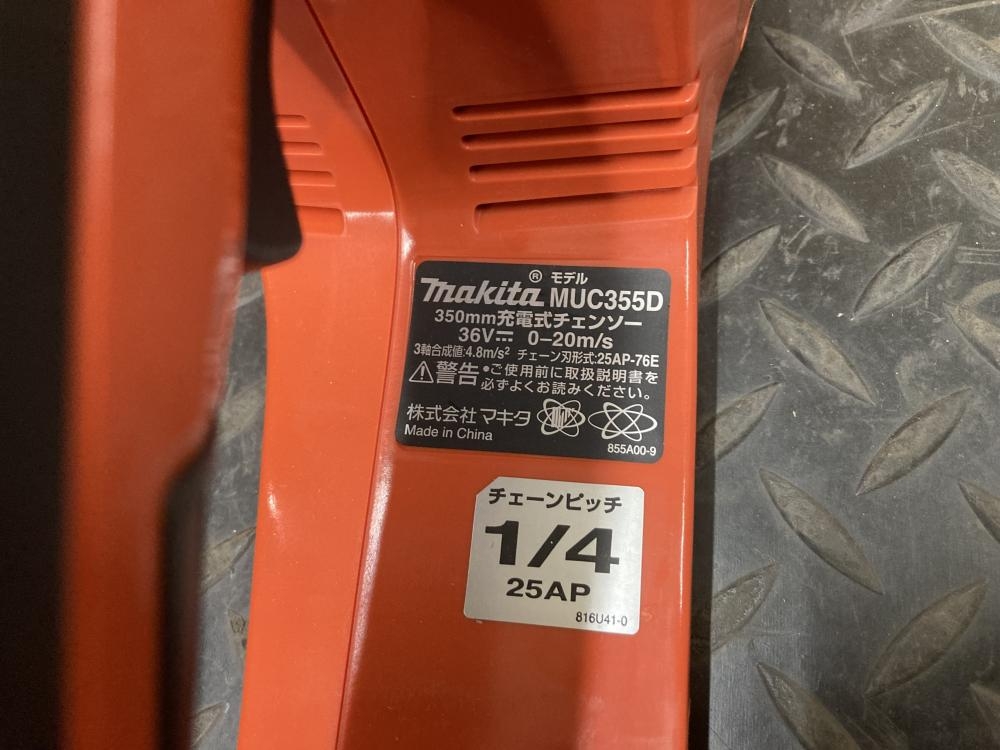 makita® モデル MUC355D
350mm充電式チェンソー
36V⎓ 0–20m/s
3軸合成値:4.8m/s² チェーン刃形式:25AP-76E
⚠警告 •ご使用前に取扱説明書を
必ずよくお読みください。
株式会社 マキタ
Made in China
855A00-9
チェーンピッチ
1/4
25AP
816U41-0